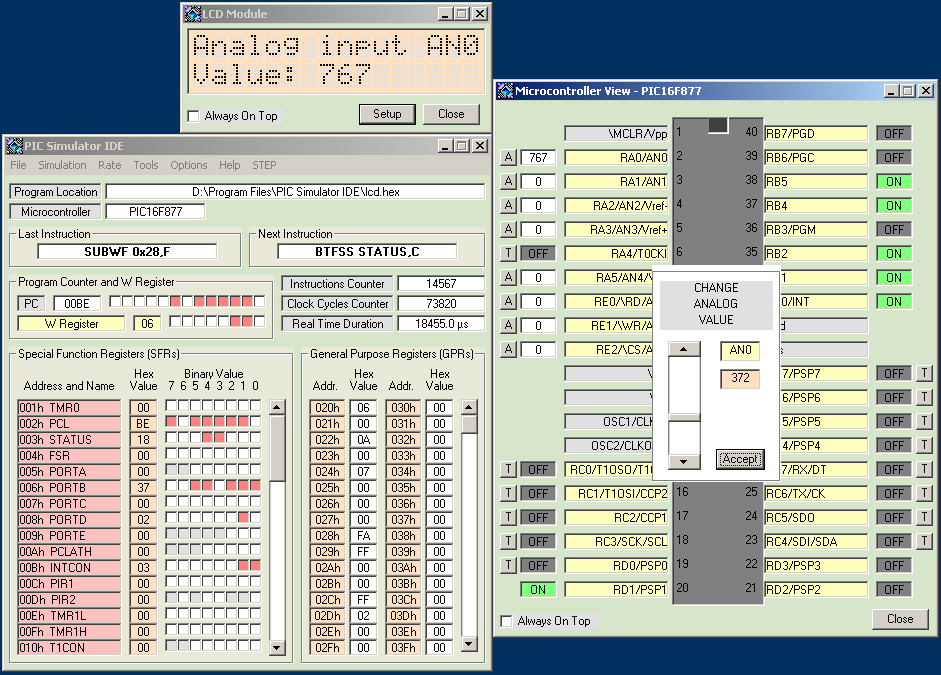 LCD Module
Analog input AN0
Value: 767
Always On Top
Setup
Close
PIC Simulator IDE
File Simulation Rate Tools Options Help STEP
Program Location D:\Program Files\PIC Simulator IDE\lcd.hex
Microcontroller PIC16F877
Last Instruction
SUBWF 0x28,F
Next Instruction
BTFSS STATUS,C
Program Counter and W Register
PC 00BE
W Register 06
Instructions Counter 14567
Clock Cycles Counter 73820
Real Time Duration 18455.0 µs
Special Function Registers (SFRs)
Hex Binary Value
Address and Name Value 7 6 5 4 3 2 1 0
001h TMR0 00
002h PCL BE
003h STATUS 18
004h FSR 00
005h PORTA 00
006h PORTB 37
007h PORTC 00
008h PORTD 02
009h PORTE 00
00Ah PCLATH 00
00Bh INTCON 03
00Ch PIR1 00
00Dh PIR2 00
00Eh TMR1L 00
00Fh TMR1H 00
010h T1CON 00
General Purpose Registers (GPRs)
Hex Hex
Addr. Value Addr. Value
020h 06 030h 00
021h 00 031h 00
022h 0A 032h 00
023h 00 033h 00
024h 07 034h 00
025h 00 035h 00
026h 00 036h 00
027h 00 037h 00
028h FA 038h 00
029h FF 039h 00
02Ah 00 03Ah 00
02Bh 00 03Bh 00
02Ch FF 03Ch 00
02Dh 02 03Dh 00
02Eh 00 03Eh 00
02Fh 00 03Fh 00
Microcontroller View - PIC16F877
\MCLR/Vpp 1 40 RB7/PGD OFF
A 767 RA0/AN0 2 39 RB6/PGC OFF
A 0 RA1/AN1 3 38 RB5 ON
A 0 RA2/AN2/Vref- 4 37 RB4 ON
A 0 RA3/AN3/Vref+ 5 36 RB3/PGM OFF
T OFF RA4/T0CKI 6 35 RB2 ON
A 0 RA5/AN4/ 1 ON
A 0 RE0/\RD/A 0/INT ON
A 0 RE1/\WR/A d
A 0 RE2/\CS/A s
\ 7/PSP7 OFF T
6/PSP6 OFF T
OSC1/CLK 5/PSP5 OFF T
OSC2/CLKO 4/PSP4 OFF T
T OFF RC0/T1OSO/T1 7/RX/DT OFF T
T OFF RC1/T1OSI/CCP2 16 25 RC6/TX/CK OFF T
T OFF RC2/CCP1 17 24 RC5/SDO OFF T
T OFF RC3/SCK/SCL 18 23 RC4/SDI/SDA OFF T
T OFF RD0/PSP0 19 22 RD3/PSP3 OFF
ON RD1/PSP1 20 21 RD2/PSP2 OFF
Always On Top
Close
CHANGE
ANALOG
VALUE
AN0
372
Accept